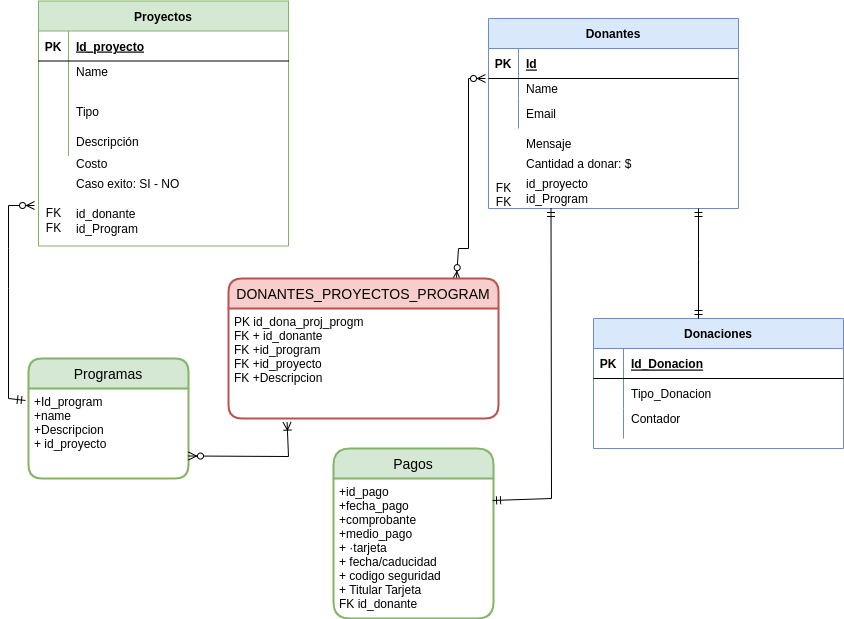 Proyectos
PK Id_proyecto
Name
Tipo
Descripción
Costo
Caso exito: SI - NO
FK id_donante
FK id_Program
Donantes
PK Id
Name
Email
Mensaje
Cantidad a donar: $
FK id_proyecto
FK id_Program
DONANTES_PROYECTOS_PROGRAM
PK id_dona_proj_progm
FK + id_donante
FK +id_program
FK +id_proyecto
FK +Descripcion
Donaciones
PK Id_Donacion
Tipo_Donacion
Contador
Programas
+Id_program
+name
+Descripcion
+ id_proyecto
Pagos
+id_pago
+fecha_pago
+comprobante
+medio_pago
+ ·tarjeta
+ fecha/caducidad
+ codigo seguridad
+ Titular Tarjeta
FK id_donante